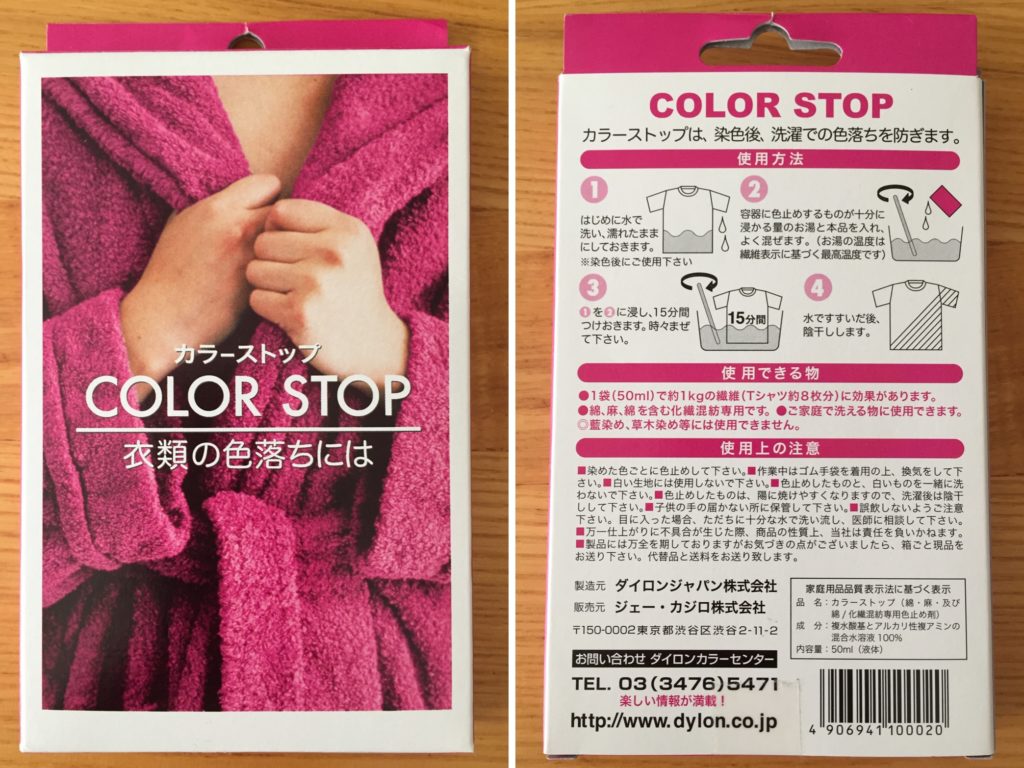 カラーストップ
COLOR STOP
衣類の色落ちには
COLOR STOP
カラーストップは、染色後、洗濯での色落ちを防ぎます。
使用方法
1
はじめに水で
洗い、濡れたまま
にしておきます。
※染色後にご使用下さい
2
容器に色止めするものが十分に
浸かる量のお湯と本品を入れ、
よく混ぜます。(お湯の温度は
繊維表示に基づく最高温度です)
3
❶を❷に浸し、15分間
つけおきます。時々まぜ
て下さい。
15分間
4
水ですすいだ後、
陰干しします。
使用できる物
●1袋(50ml)で約1kgの繊維(Tシャツ約8枚分)に効果があります。
●綿、麻、綿を含む化繊混紡専用です。●ご家庭で洗える物に使用できます。
◎藍染め、草木染め等には使用できません。
使用上の注意
■染めた色ごとに色止めして下さい。■作業中はゴム手袋を着用の上、換気をして下
さい。■白い生地には使用しないで下さい。■色止めしたものと、白いものを一緒に洗
わないで下さい。■色止めしたものは、陽に焼けやすくなりますので、洗濯後は陰干
しして下さい。■子供の手の届かない所に保管して下さい。■誤飲しないようご注意
下さい。目に入った場合、ただちに十分な水で洗い流し、医師に相談して下さい。
■万一仕上がりに不具合が生じた際、商品の性質上、当社は責任を負いかねます。
■製品には万全を期しておりますがお気づきの点がございましたら、箱ごと現品を
お送り下さい。代替品と送料をお送り致します。
製造元 ダイロンジャパン株式会社
販売元 ジェー・カジロ株式会社
〒150-0002東京都渋谷区渋谷2-11-2
お問い合わせ ダイロンカラーセンター
TEL. 03(3476)5471
楽しい情報が満載!
http://www.dylon.co.jp
家庭用品品質表示法に基づく表示
品 名:カラーストップ(綿・麻・及び
綿/化繊混紡専用色止め剤)
成 分:複水酸基とアルカリ性複アミンの
混合水溶液 100%
内容量:50ml(液体)
4 906941 100020